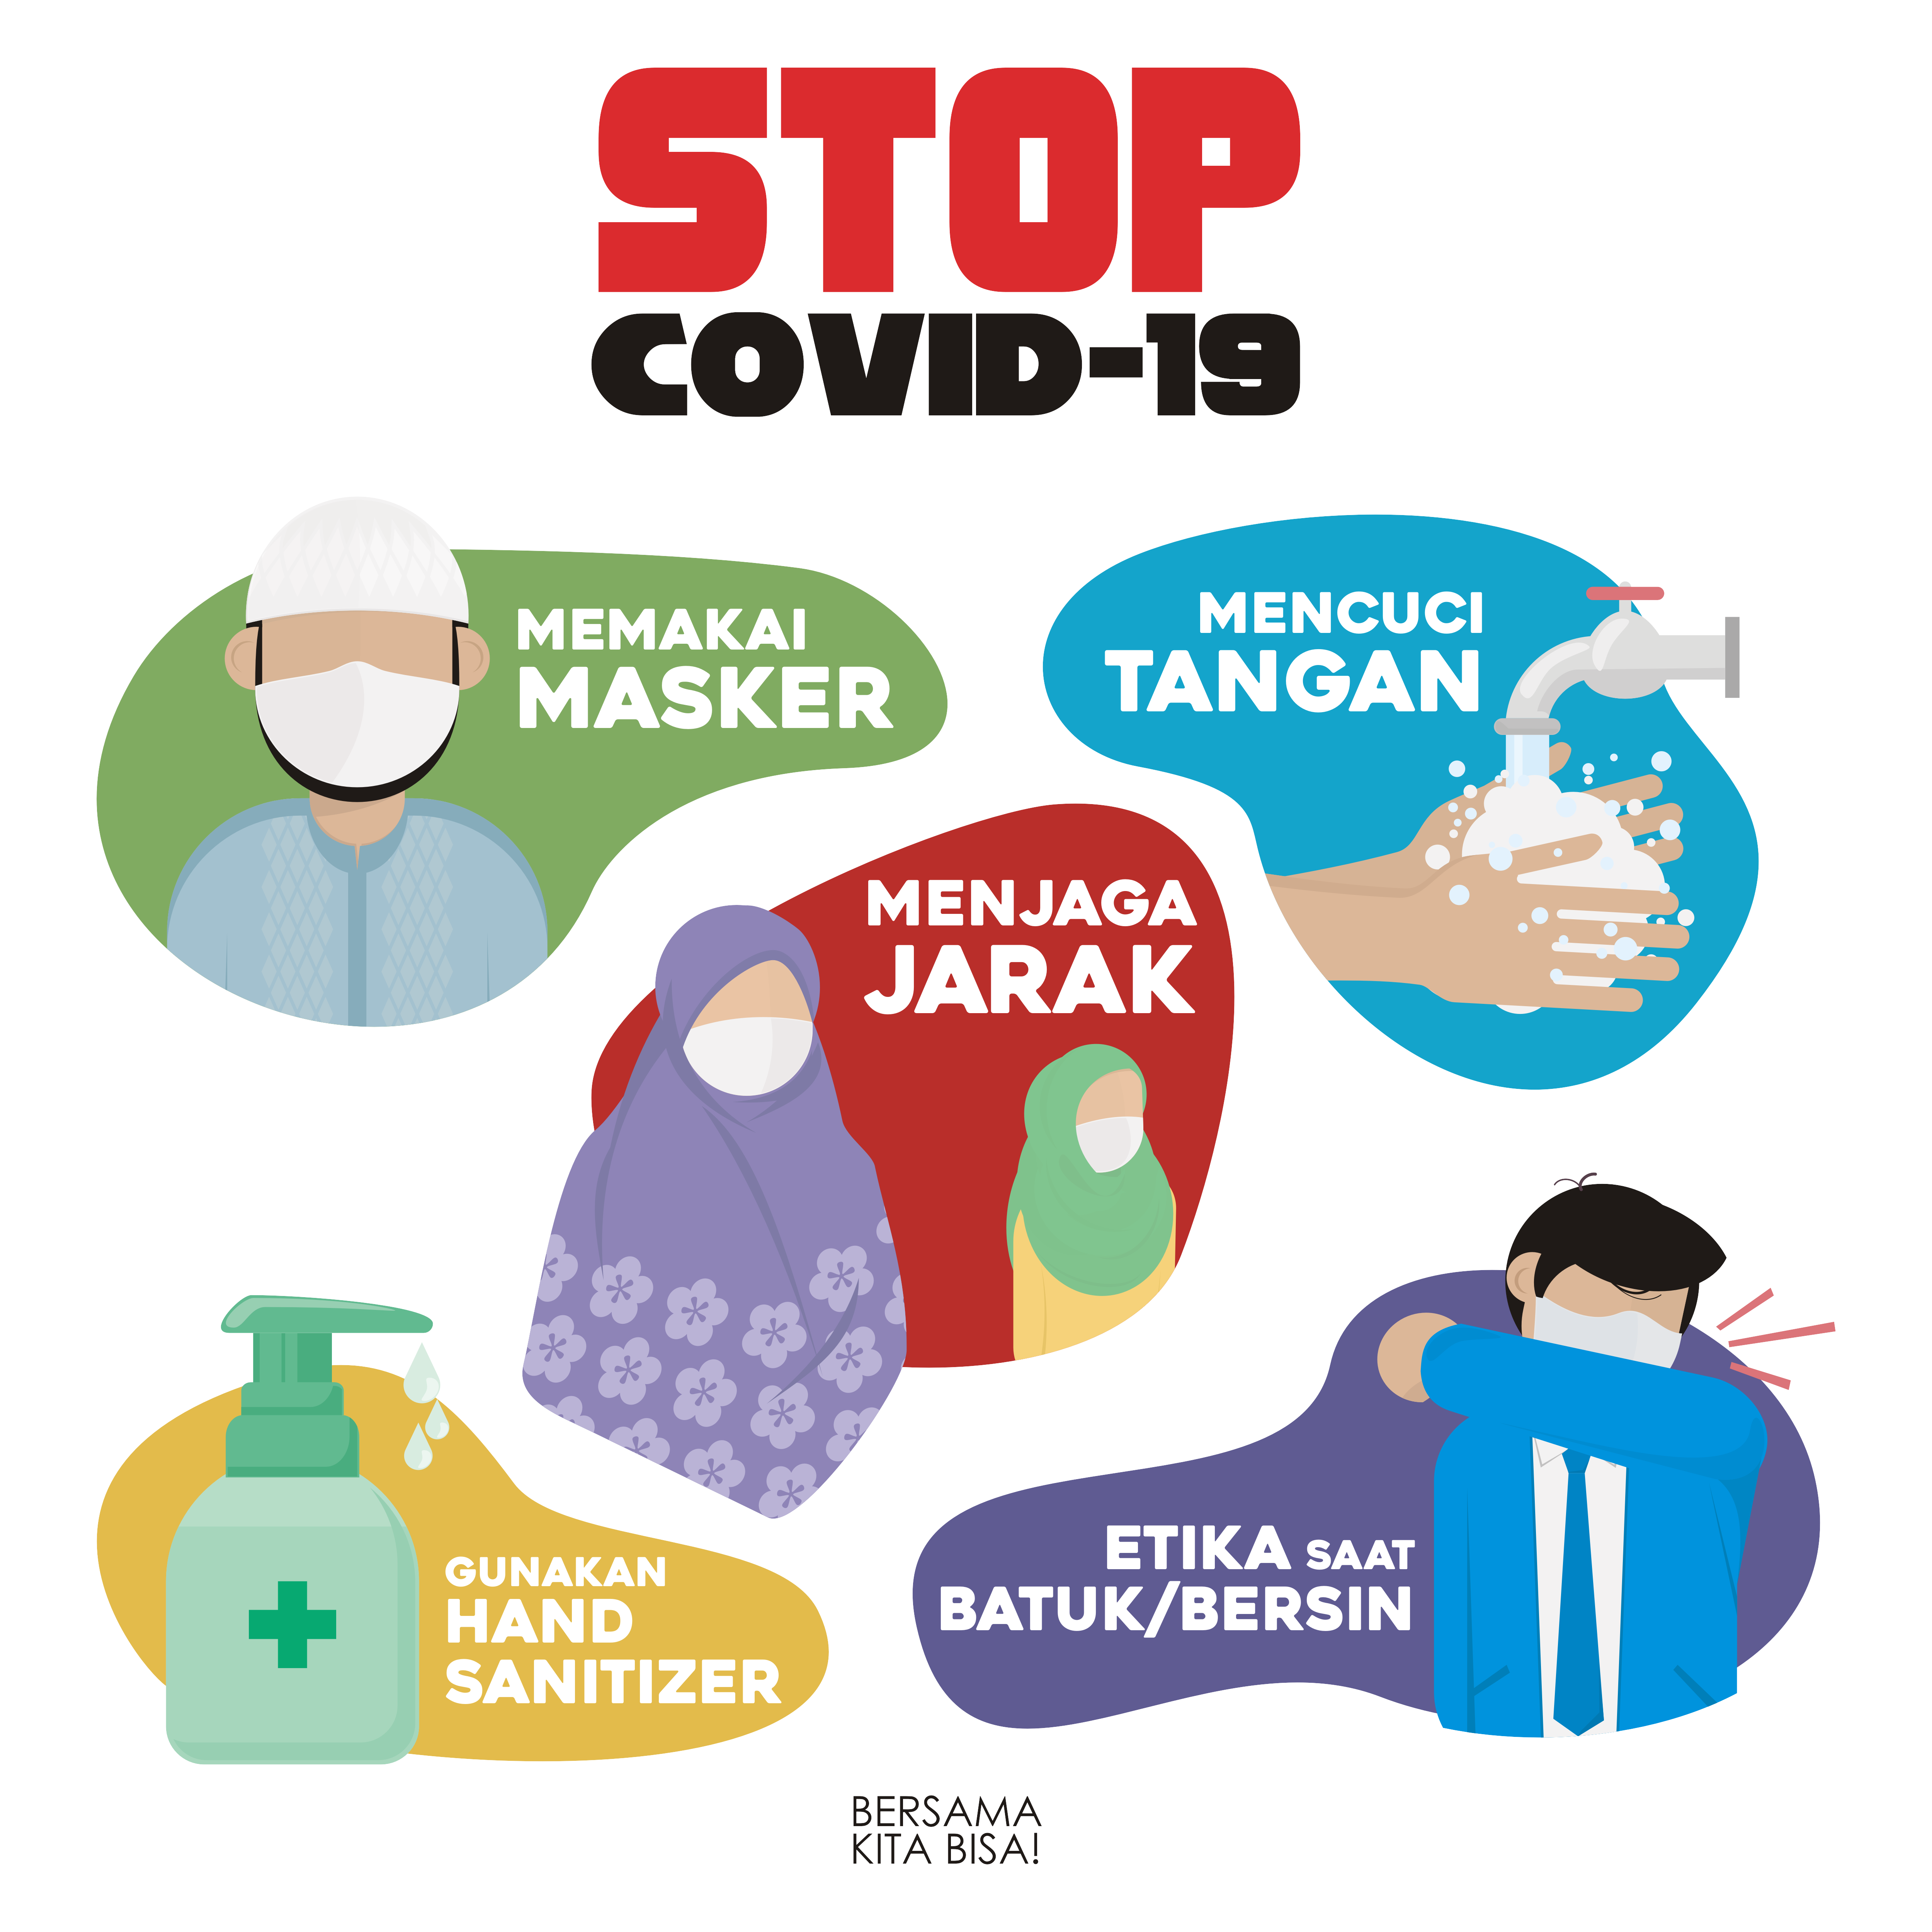 STOP
COVID-19
MEMAKAI
MASKER
MENCUCI
TANGAN
MENJAGA
JARAK
GUNAKAN
HAND
SANITIZER
ETIKA SAAT
BATUK/BERSIN
BERSAMA
KITA BISA!